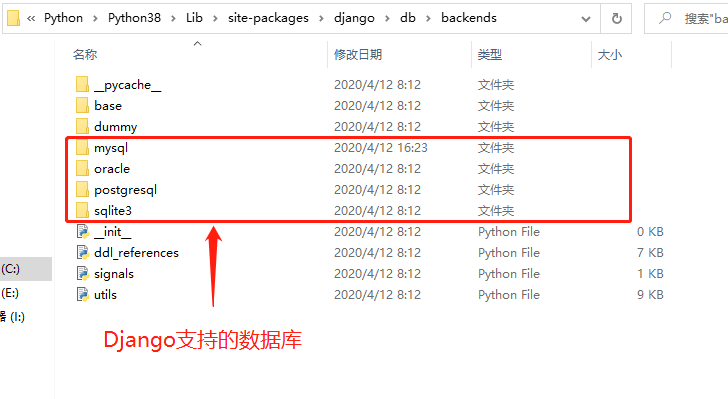 « Python > Python38 > Lib > site-packages > django > db > backends
搜索"ba
名称 修改日期 类型 大小
__pycache__ 2020/4/12 8:12 文件夹
base 2020/4/12 8:12 文件夹
dummy 2020/4/12 8:12 文件夹
mysql 2020/4/12 16:23 文件夹
oracle 2020/4/12 8:12 文件夹
postgresql 2020/4/12 8:12 文件夹
sqlite3 2020/4/12 8:12 文件夹
__init__ 2020/4/12 8:12 Python File 0 KB
ddl_references 2020/4/12 8:12 Python File 7 KB
signals 2020/4/12 8:12 Python File 1 KB
utils 2020/4/12 8:12 Python File 9 KB
(C:)
(E:)
器 (I:)
Django支持的数据库